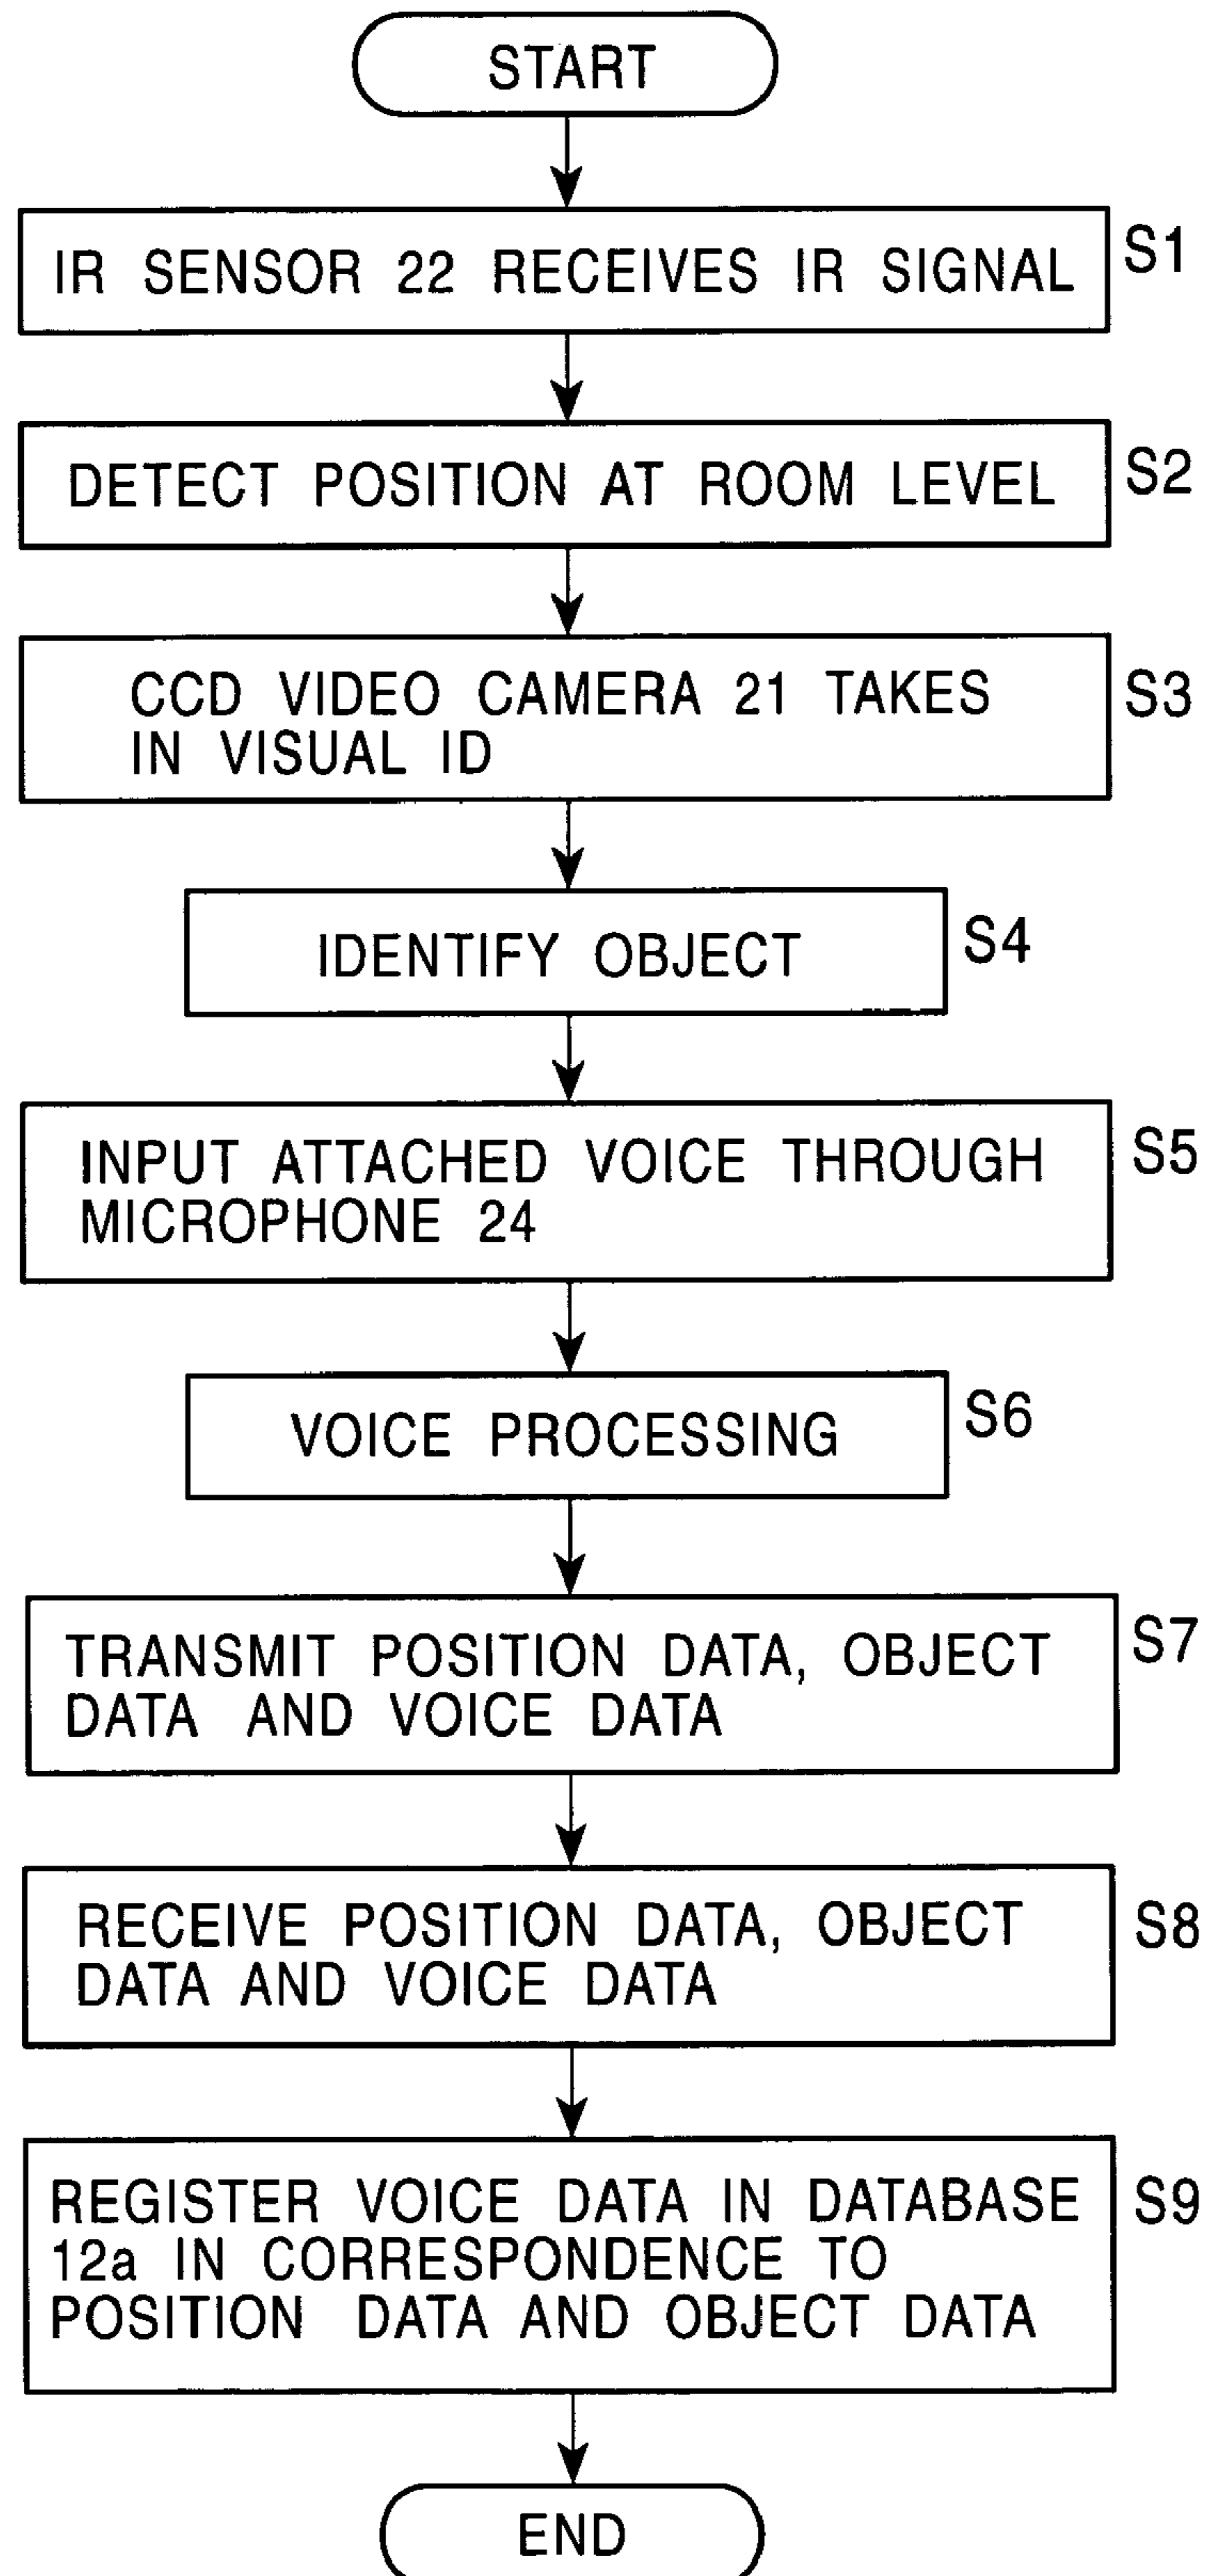 START
IR SENSOR 22 RECEIVES IR SIGNAL
S1
DETECT POSITION AT ROOM LEVEL
S2
CCD VIDEO CAMERA 21 TAKES
IN VISUAL ID
S3
IDENTIFY OBJECT
S4
INPUT ATTACHED VOICE THROUGH
MICROPHONE 24
S5
VOICE PROCESSING
S6
TRANSMIT POSITION DATA, OBJECT
DATA AND VOICE DATA
S7
RECEIVE POSITION DATA, OBJECT
DATA AND VOICE DATA
S8
REGISTER VOICE DATA IN DATABASE
12a IN CORRESPONDENCE TO
POSITION DATA AND OBJECT DATA
S9
END